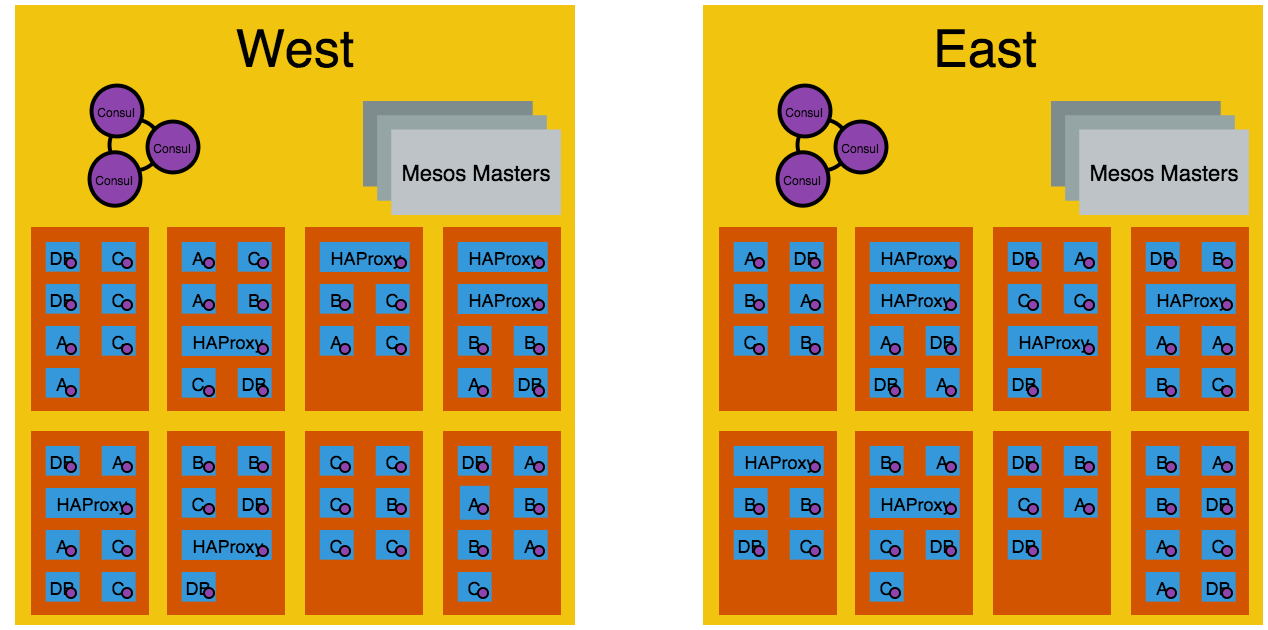 West
Consul
Consul
Consul
Mesos Masters
DB C
DB C
A C
A
A C
A B
HAProxy
C DB
HAProxy
B C
A C
HAProxy
HAProxy
B B
A DB
DB A
HAProxy
A C
DB C
B B
C DB
HAProxy
DB
C C
C B
C C
DB A
A B
B A
C
East
Consul
Consul
Consul
Mesos Masters
A DB
B A
C B
HAProxy
HAProxy
A DB
DB A
DB A
C C
HAProxy
DB
DB B
HAProxy
A A
B C
HAProxy
B B
DB C
B A
HAProxy
C DB
C
DB B
C A
DB
B A
B DB
A C
A DB